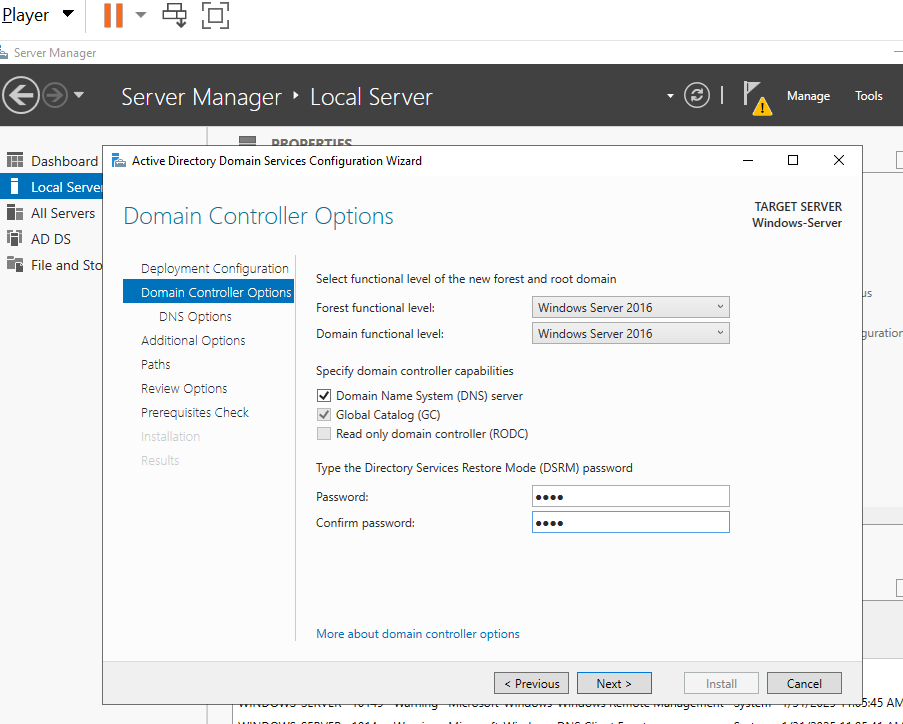 Player
Server Manager
Server Manager Local Server
Manage Tools
PROPERTIES
Dashboard
Local Server
All Servers
AD DS
File and Sto
Active Directory Domain Services Configuration Wizard
Domain Controller Options
TARGET SERVER
Windows-Server
Deployment Configuration
Domain Controller Options
DNS Options
Additional Options
Paths
Review Options
Prerequisites Check
Installation
Results
Select functional level of the new forest and root domain
Forest functional level: Windows Server 2016
Domain functional level: Windows Server 2016
Specify domain controller capabilities
Domain Name System (DNS) server
Global Catalog (GC)
Read only domain controller (RODC)
Type the Directory Services Restore Mode (DSRM) password
Password: ••••
Confirm password: ••••
More about domain controller options
< Previous Next > Install Cancel
us
guration